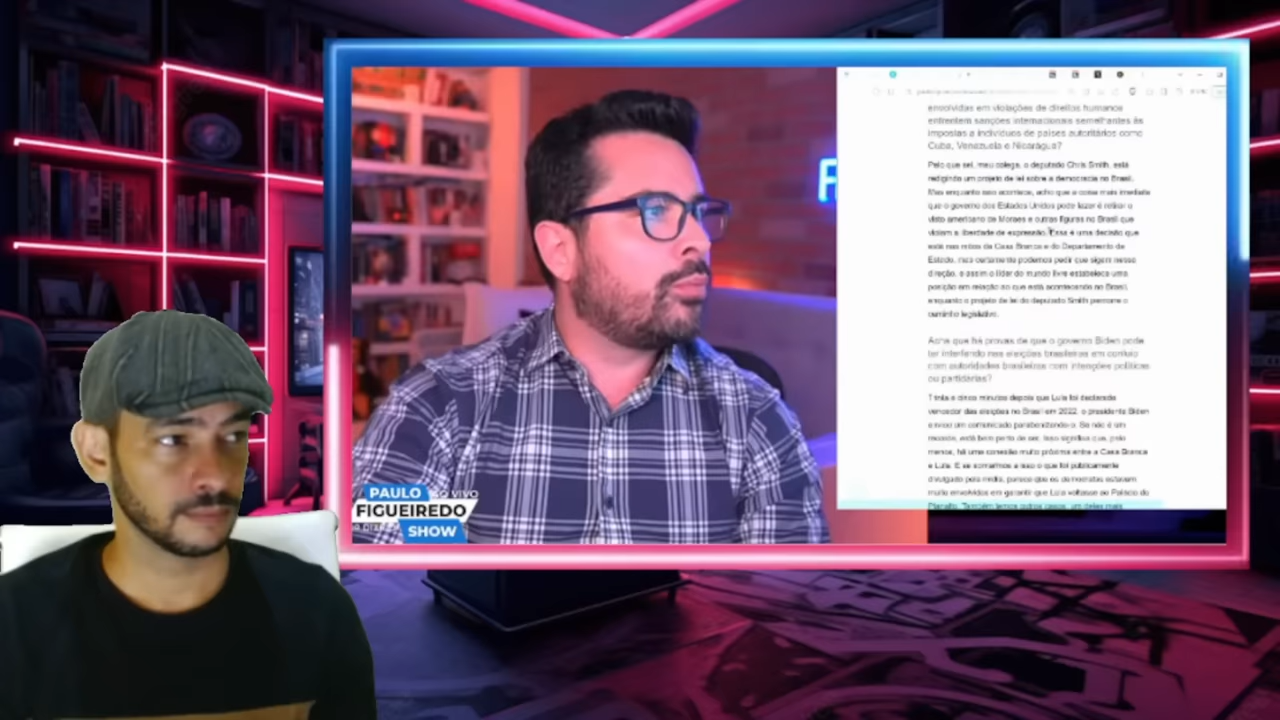 F
PAULO
AO VIVO
FIGUEIREDO
SHOW
envolvidas em violações de direitos humanos
enfrentem sanções internacionais semelhantes às
impostas a indivíduos de países autoritários como
Cuba, Venezuela e Nicarágua?
Pelo que sei, meu colega, o deputado Chris Smith, está
redigindo um projeto de lei sobre a democracia no Brasil.
Mas enquanto isso acontece, acho que a coisa mais imediata
que o governo dos Estados Unidos pode fazer é retirar o
visto americano de Moraes e outras figuras no Brasil que
violam a liberdade de expressão. Essa é uma decisão que
está nas mãos da Casa Branca e do Departamento de
Estado, mas certamente podemos pedir que sigam nessa
direção, e assim o líder do mundo livre estabelece uma
posição em relação ao que está acontecendo no Brasil,
enquanto o projeto de lei do deputado Smith percorre o
caminho legislativo.
Acha que há provas de que o governo Biden pode
ter interferido nas eleições brasileiras em conluio
com autoridades brasileiras com intenções políticas
ou partidárias?
Trinta e cinco minutos depois que Lula foi declarado
vencedor das eleições no Brasil em 2022, o presidente Biden
enviou um comunicado parabenizando-o. Se não é um
recorde, está bem perto de ser. Isso significa que, pelo
menos, há uma conexão muito próxima entre a Casa Branca
e Lula. E se somarmos a isso o que foi publicamente
divulgado pela mídia, parece que os democratas estavam
muito envolvidos em garantir que Lula voltasse ao Palácio do
Planalto. Também temos outros casos, um deles mais